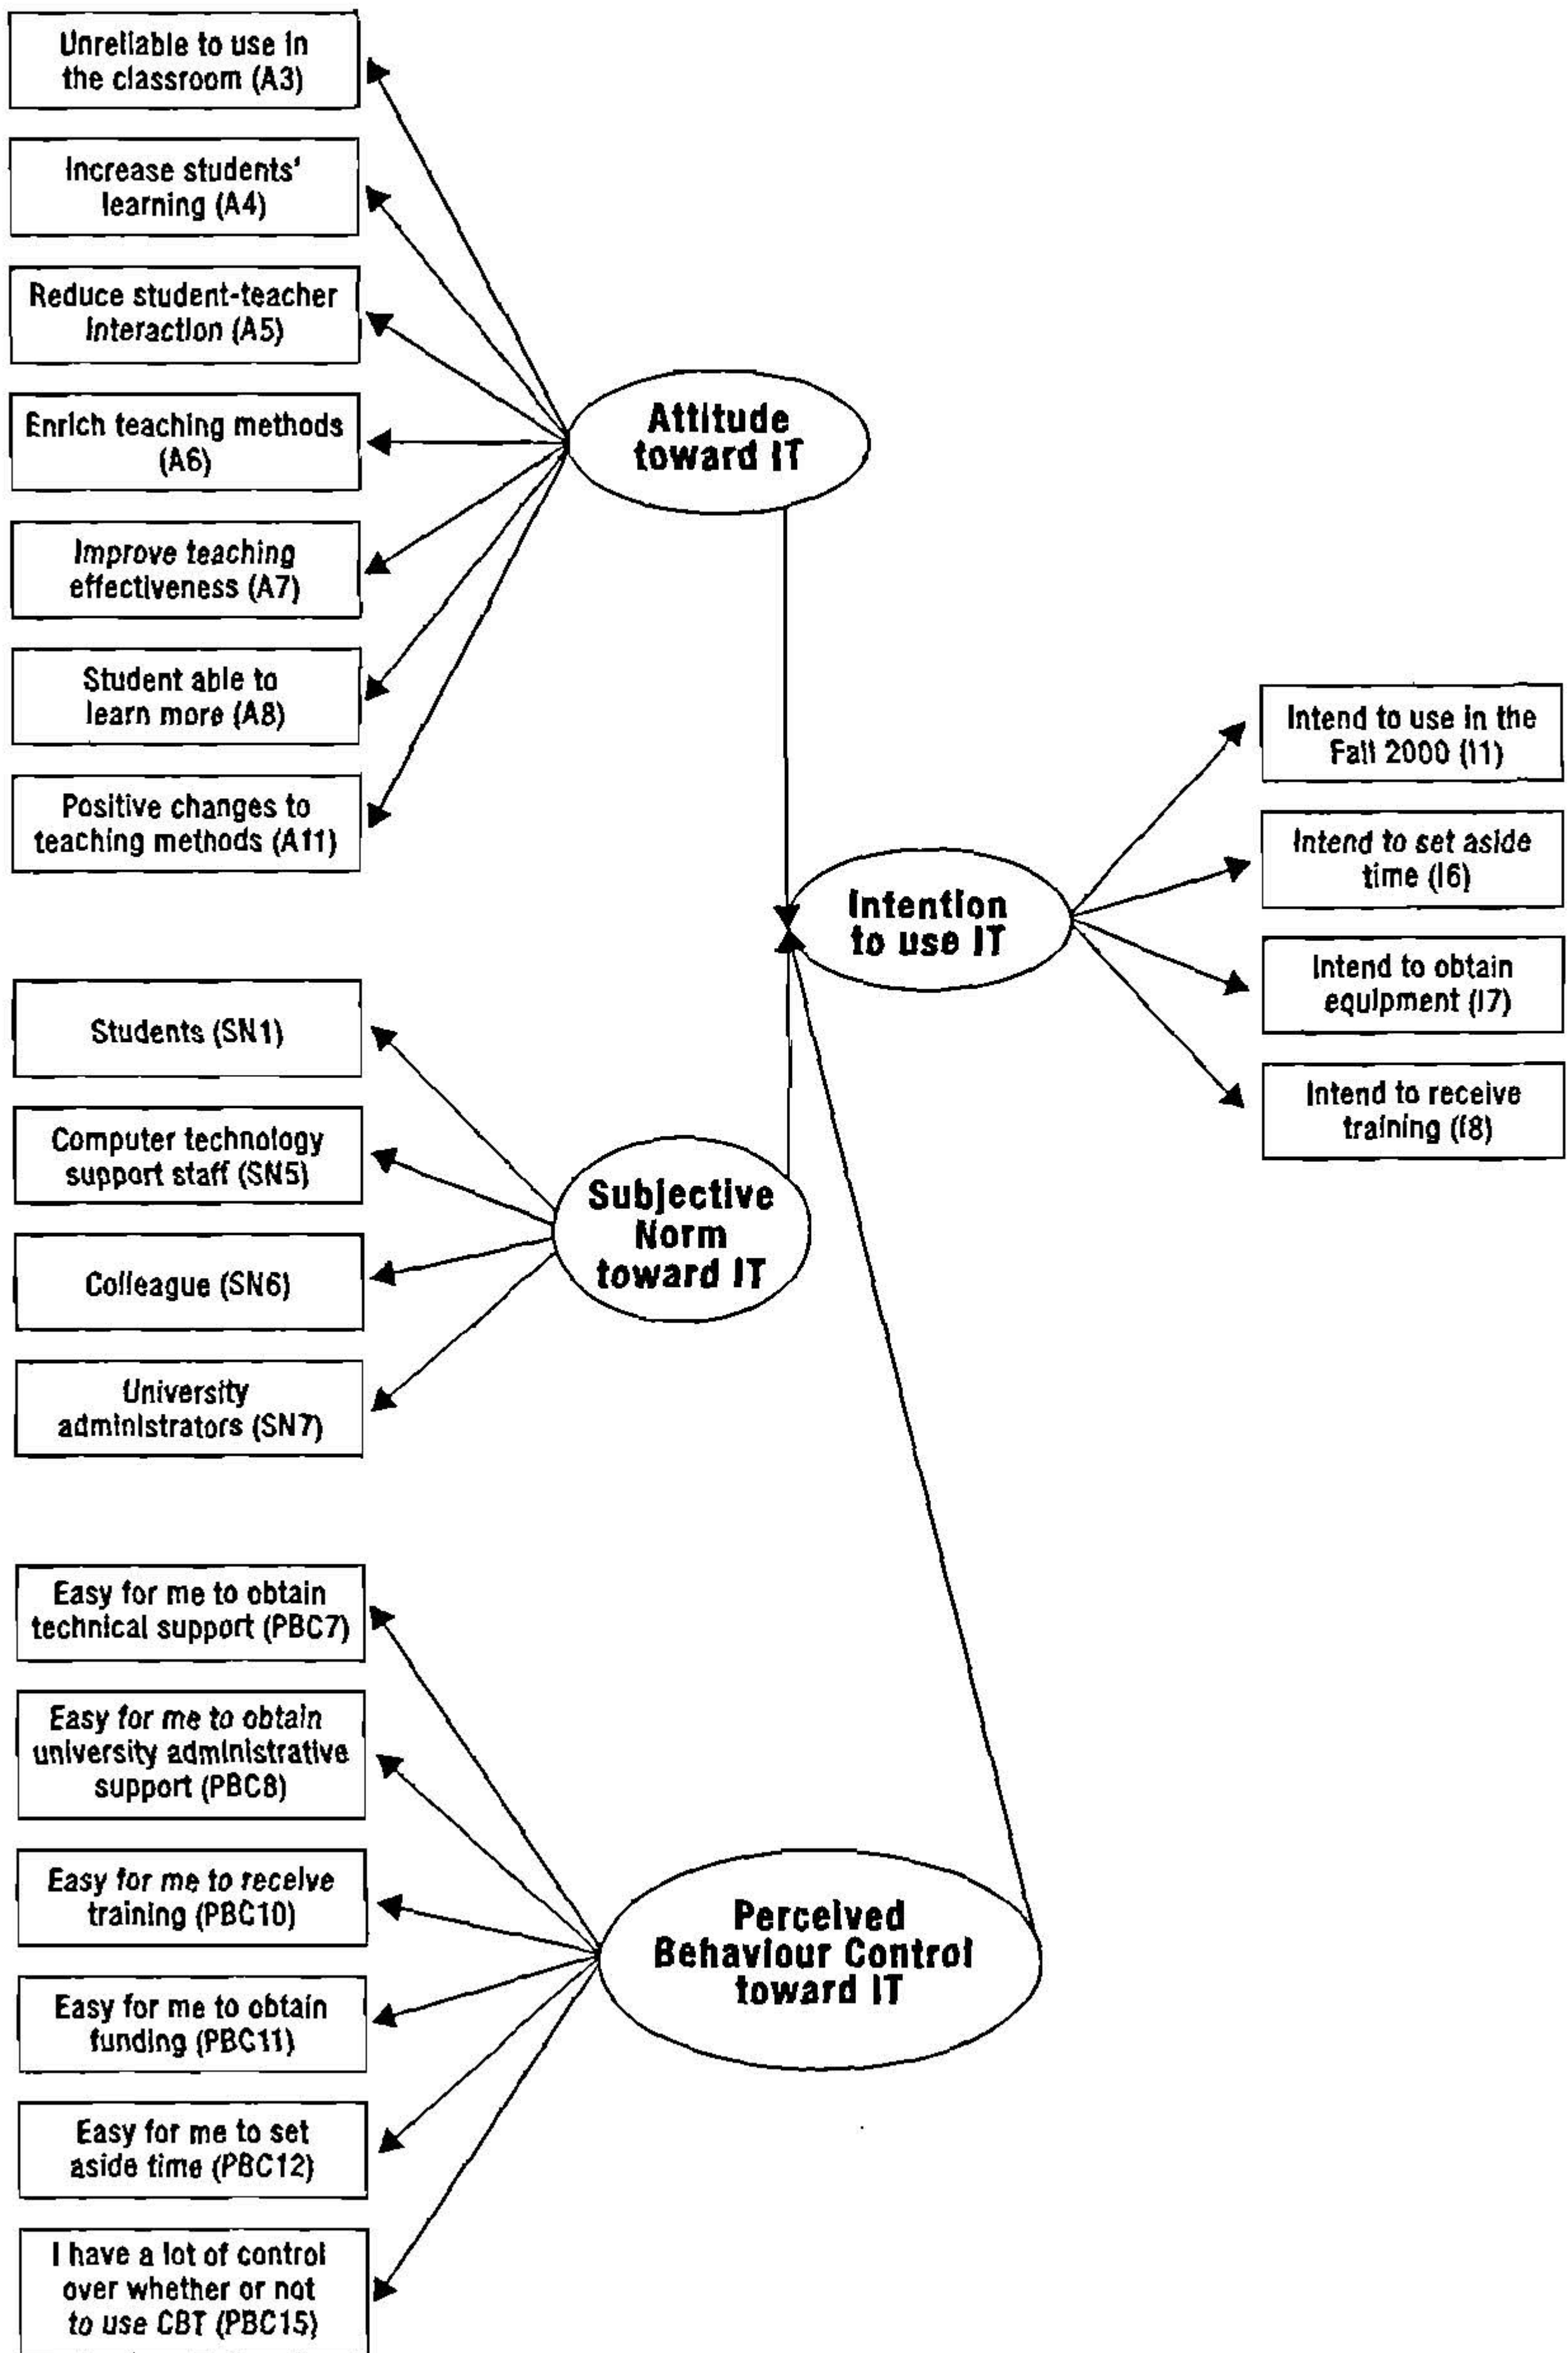 Unreliable to use in
the classroom (A3)
Increase students'
learning (A4)
Reduce student-teacher
Interaction (A5)
Enrich teaching methods
(A6)
Improve teaching
effectiveness (A7)
Student able to
learn more (A8)
Positive changes to
teaching methods (A11)
Attitude
toward IT
Intention
to use IT
Intend to use in the
Fall 2000 (I1)
Intend to set aside
time (I6)
Intend to obtain
equipment (I7)
Intend to receive
training (I8)
Students (SN1)
Computer technology
support staff (SN5)
Colleague (SN6)
University
administrators (SN7)
Subjective
Norm
toward IT
Easy for me to obtain
technical support (PBC7)
Easy for me to obtain
university administrative
support (PBC8)
Easy for me to receive
training (PBC10)
Easy for me to obtain
funding (PBC11)
Easy for me to set
aside time (PBC12)
I have a lot of control
over whether or not
to use CBT (PBC15)
Perceived
Behaviour Control
toward IT